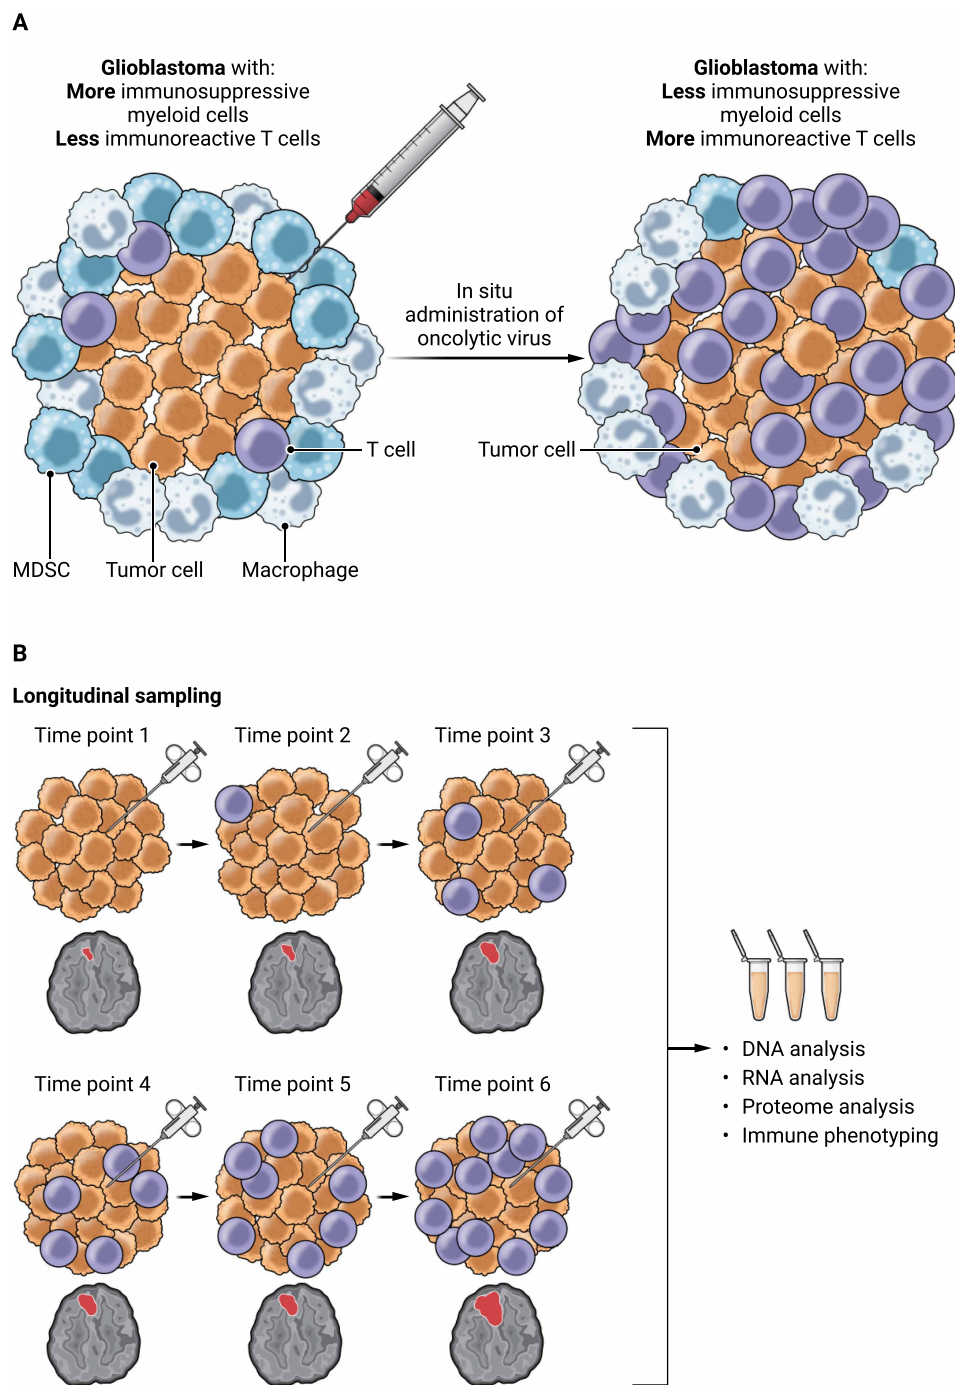 A
Glioblastoma with:
More immunosuppressive
myeloid cells
Less immunoreactive T cells
Glioblastoma with:
Less immunosuppressive
myeloid cells
More immunoreactive T cells
In situ
administration of
oncolytic virus
T cell
Tumor cell
MDSC
Tumor cell
Macrophage
B
Longitudinal sampling
Time point 1
Time point 2
Time point 3
Time point 4
Time point 5
Time point 6
• DNA analysis
• RNA analysis
• Proteome analysis
• Immune phenotyping